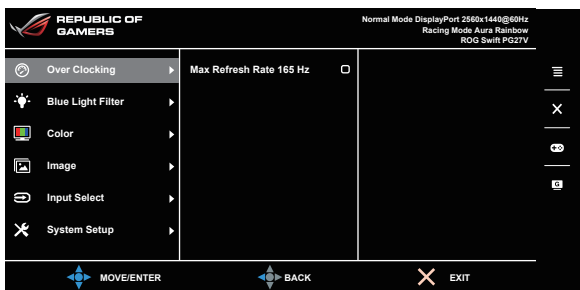 REPUBLIC OF
GAMERS
Normal Mode DisplayPort 2560x1440@60Hz
Racing Mode Aura Rainbow
ROG Swift PG27V
Over Clocking
Max Refresh Rate 165 Hz
Blue Light Filter
Color
Image
Input Select
System Setup
G
MOVE/ENTER
BACK
EXIT